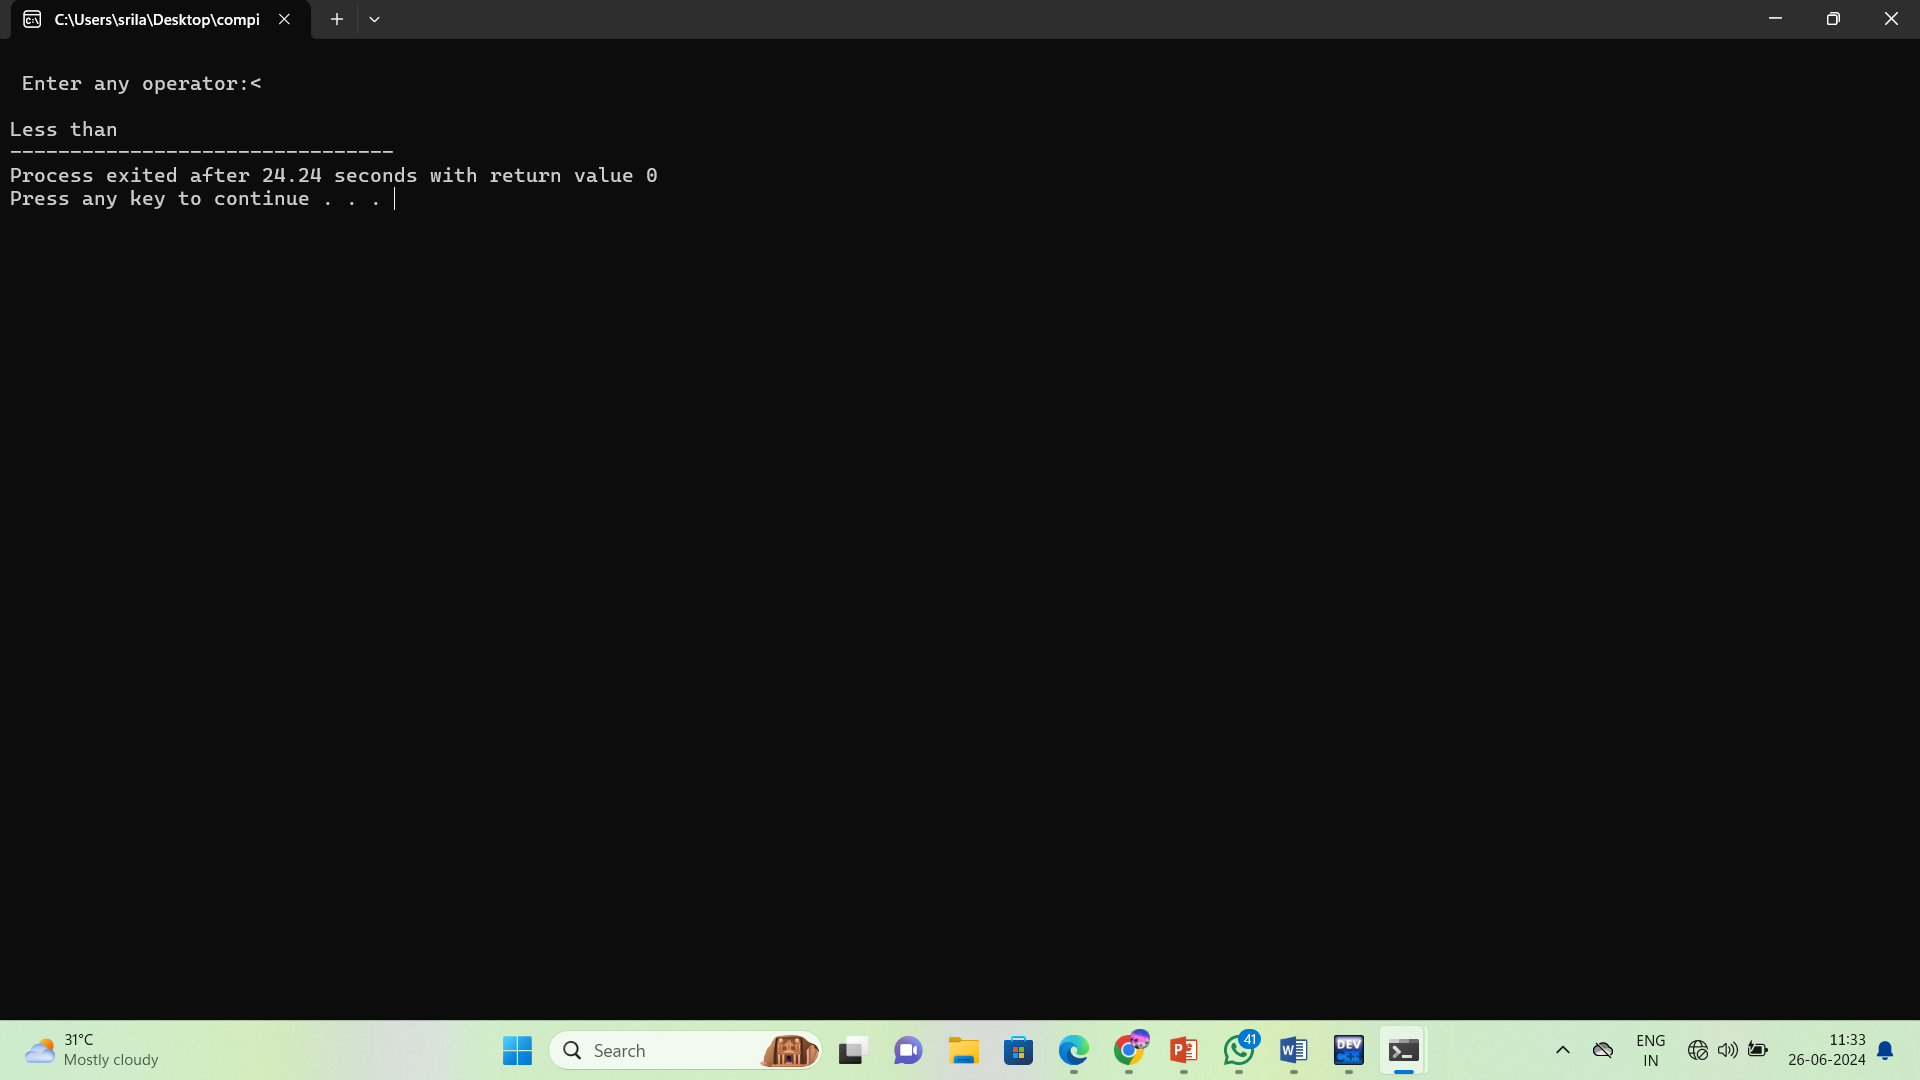 C:\Users\srila\Desktop\compi
Enter any operator:<
Less than
--------------------------------
Process exited after 24.24 seconds with return value 0
Press any key to continue . . .
31°C
Mostly cloudy
Search
41
DEV
C++
ENG
IN
11:33
26-06-2024